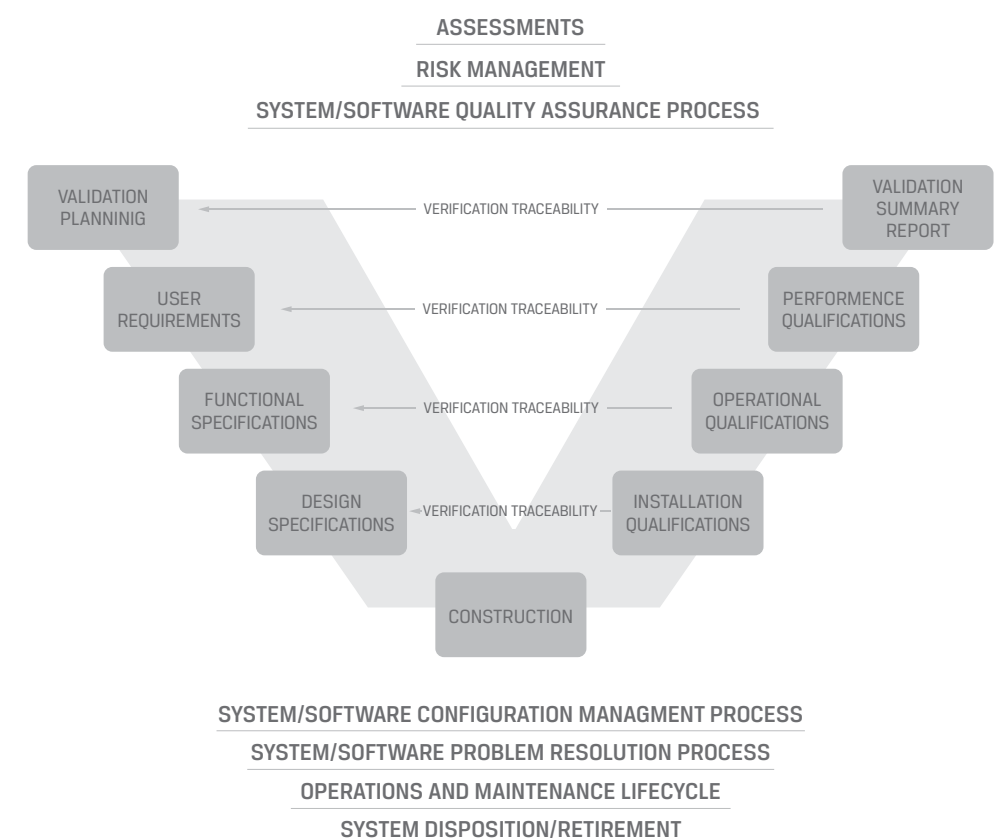 ASSESSMENTS
RISK MANAGEMENT
SYSTEM/SOFTWARE QUALITY ASSURANCE PROCESS
VALIDATION
PLANNINIG
VERIFICATION TRACEABILITY
VALIDATION
SUMMARY
REPORT
USER
REQUIREMENTS
VERIFICATION TRACEABILITY
PERFORMENCE
QUALIFICATIONS
FUNCTIONAL
SPECIFICATIONS
VERIFICATION TRACEABILITY
OPERATIONAL
QUALIFICATIONS
DESIGN
SPECIFICATIONS
VERIFICATION TRACEABILITY
INSTALLATION
QUALIFICATIONS
CONSTRUCTION
SYSTEM/SOFTWARE CONFIGURATION MANAGMENT PROCESS
SYSTEM/SOFTWARE PROBLEM RESOLUTION PROCESS
OPERATIONS AND MAINTENANCE LIFECYCLE
SYSTEM DISPOSITION/RETIREMENT